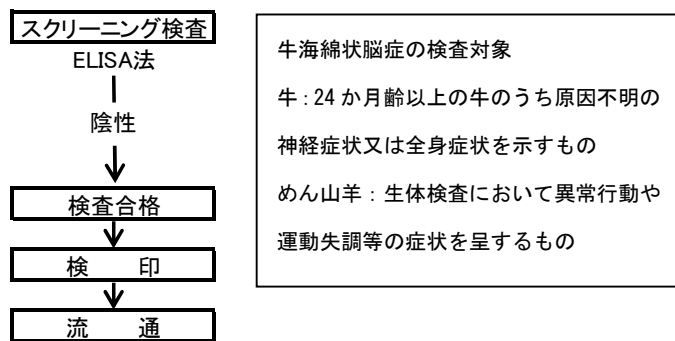 スクリーニング検査
ELISA法
陰性
検査合格
検　　印
流　　通
牛海綿状脳症の検査対象
牛：24 か月齢以上の牛のうち原因不明の
神経症状又は全身症状を示すもの
めん山羊：生体検査において異常行動や
運動失調等の症状を呈するもの